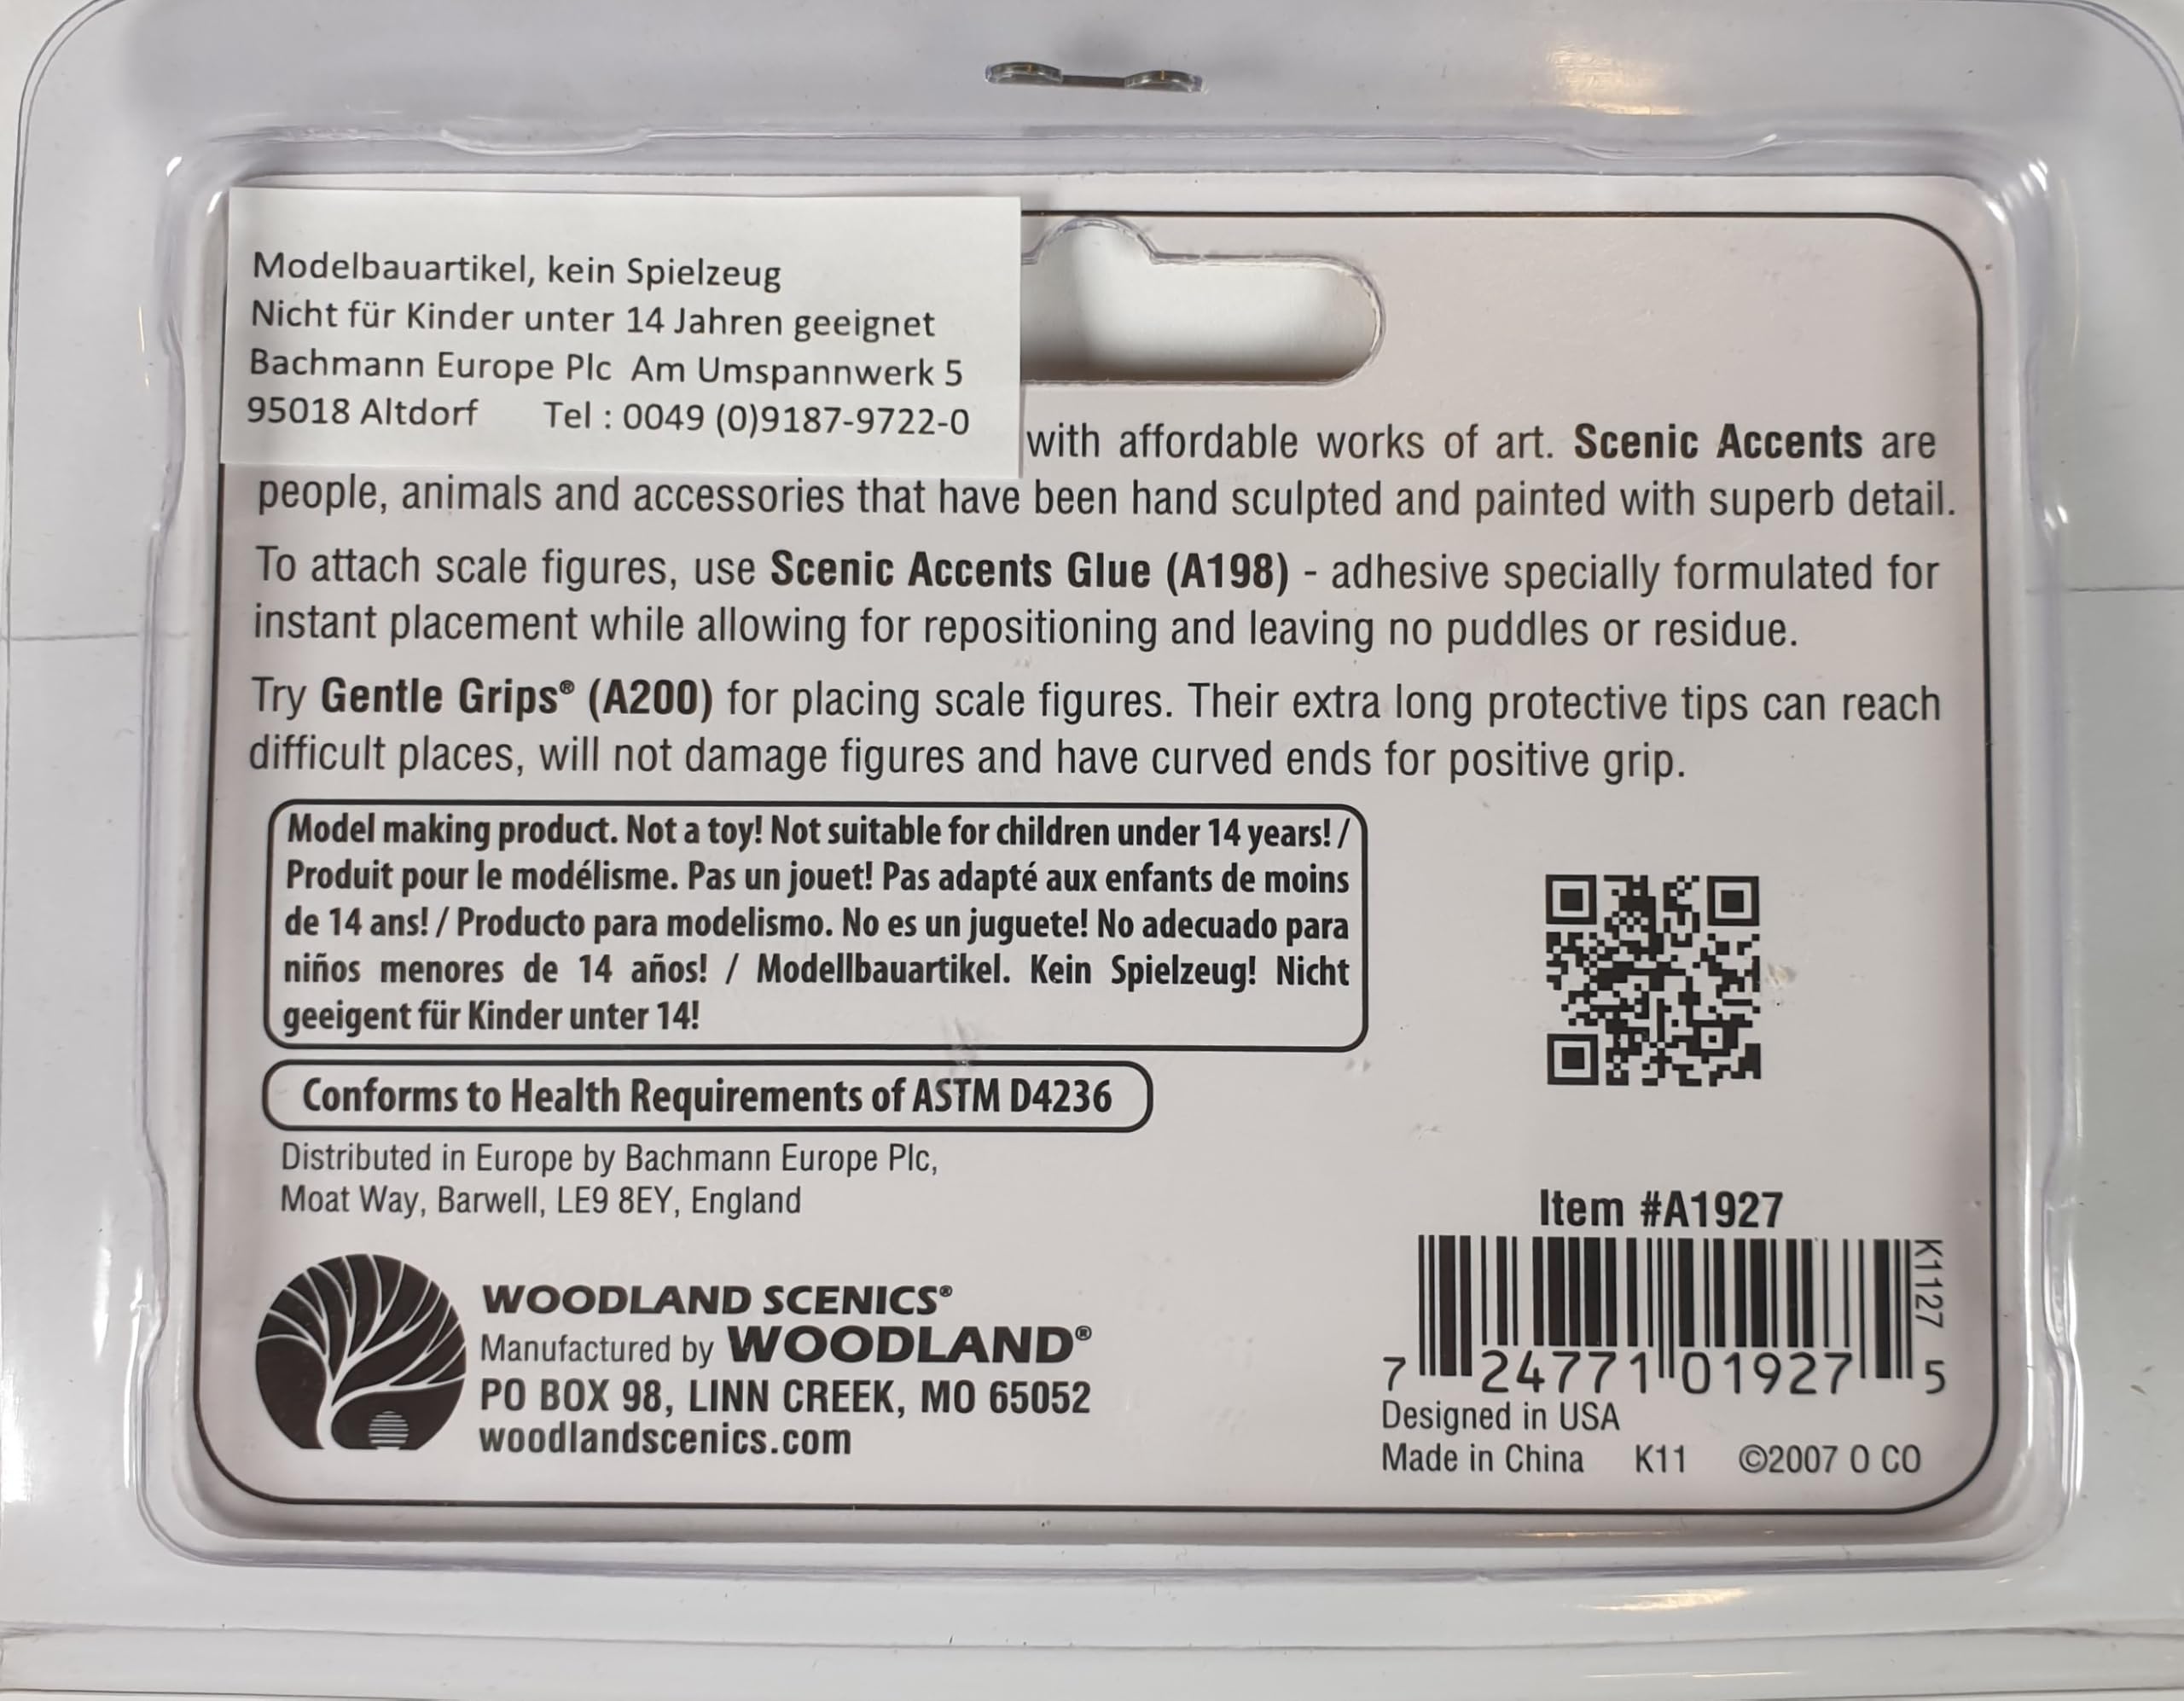 Modelbauartikel, kein Spielzeug
Nicht für Kinder unter 14 Jahren geeignet
Bachmann Europe Plc Am Umspannwerk 5
95018 Altdorf Tel : 0049 (0)9187-9722-0
with affordable works of art. Scenic Accents are
people, animals and accessories that have been hand sculpted and painted with superb detail.
To attach scale figures, use Scenic Accents Glue (A198) - adhesive specially formulated for
instant placement while allowing for repositioning and leaving no puddles or residue.
Try Gentle Grips® (A200) for placing scale figures. Their extra long protective tips can reach
difficult places, will not damage figures and have curved ends for positive grip.
Model making product. Not a toy! Not suitable for children under 14 years! /
Produit pour le modélisme. Pas un jouet! Pas adapté aux enfants de moins
de 14 ans! / Producto para modelismo. No es un juguete! No adecuado para
niños menores de 14 años! / Modellbauartikel. Kein Spielzeug! Nicht
geeigent für Kinder unter 14!
Conforms to Health Requirements of ASTM D4236
Distributed in Europe by Bachmann Europe Plc,
Moat Way, Barwell, LE9 8EY, England
WOODLAND SCENICS®
Manufactured by WOODLAND®
PO BOX 98, LINN CREEK, MO 65052
woodlandscenics.com
Item #A1927
K1127
7 24771 01927 5
Designed in USA
Made in China K11 ©2007 O CO